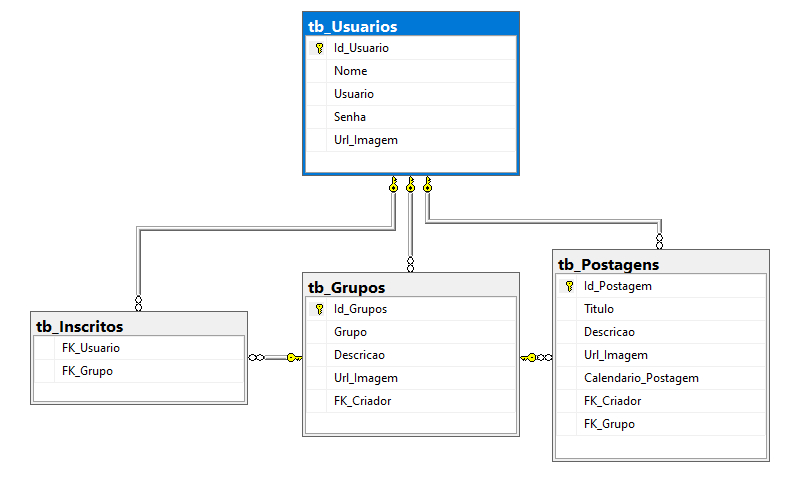 tb_Usuarios
Id_Usuario
Nome
Usuario
Senha
Url_Imagem
tb_Inscritos
FK_Usuario
FK_Grupo
tb_Grupos
Id_Grupos
Grupo
Descricao
Url_Imagem
FK_Criador
tb_Postagens
Id_Postagem
Titulo
Descricao
Url_Imagem
Calendario_Postagem
FK_Criador
FK_Grupo